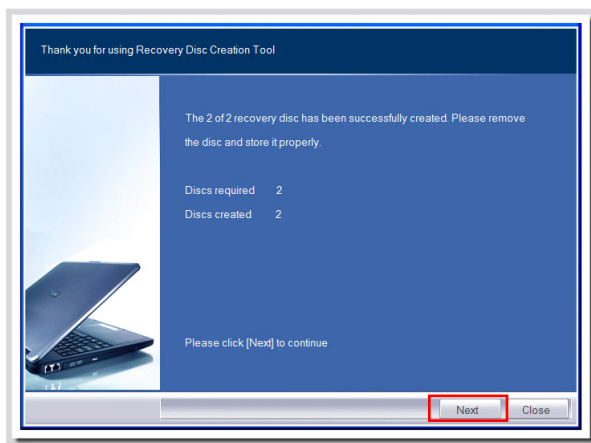 Thank you for using Recovery Disc Creation Tool
The 2 of 2 recovery disc has been successfully created. Please remove
the disc and store it properly.
Discs required 2
Discs created 2
Please click [Next] to continue
Next Close